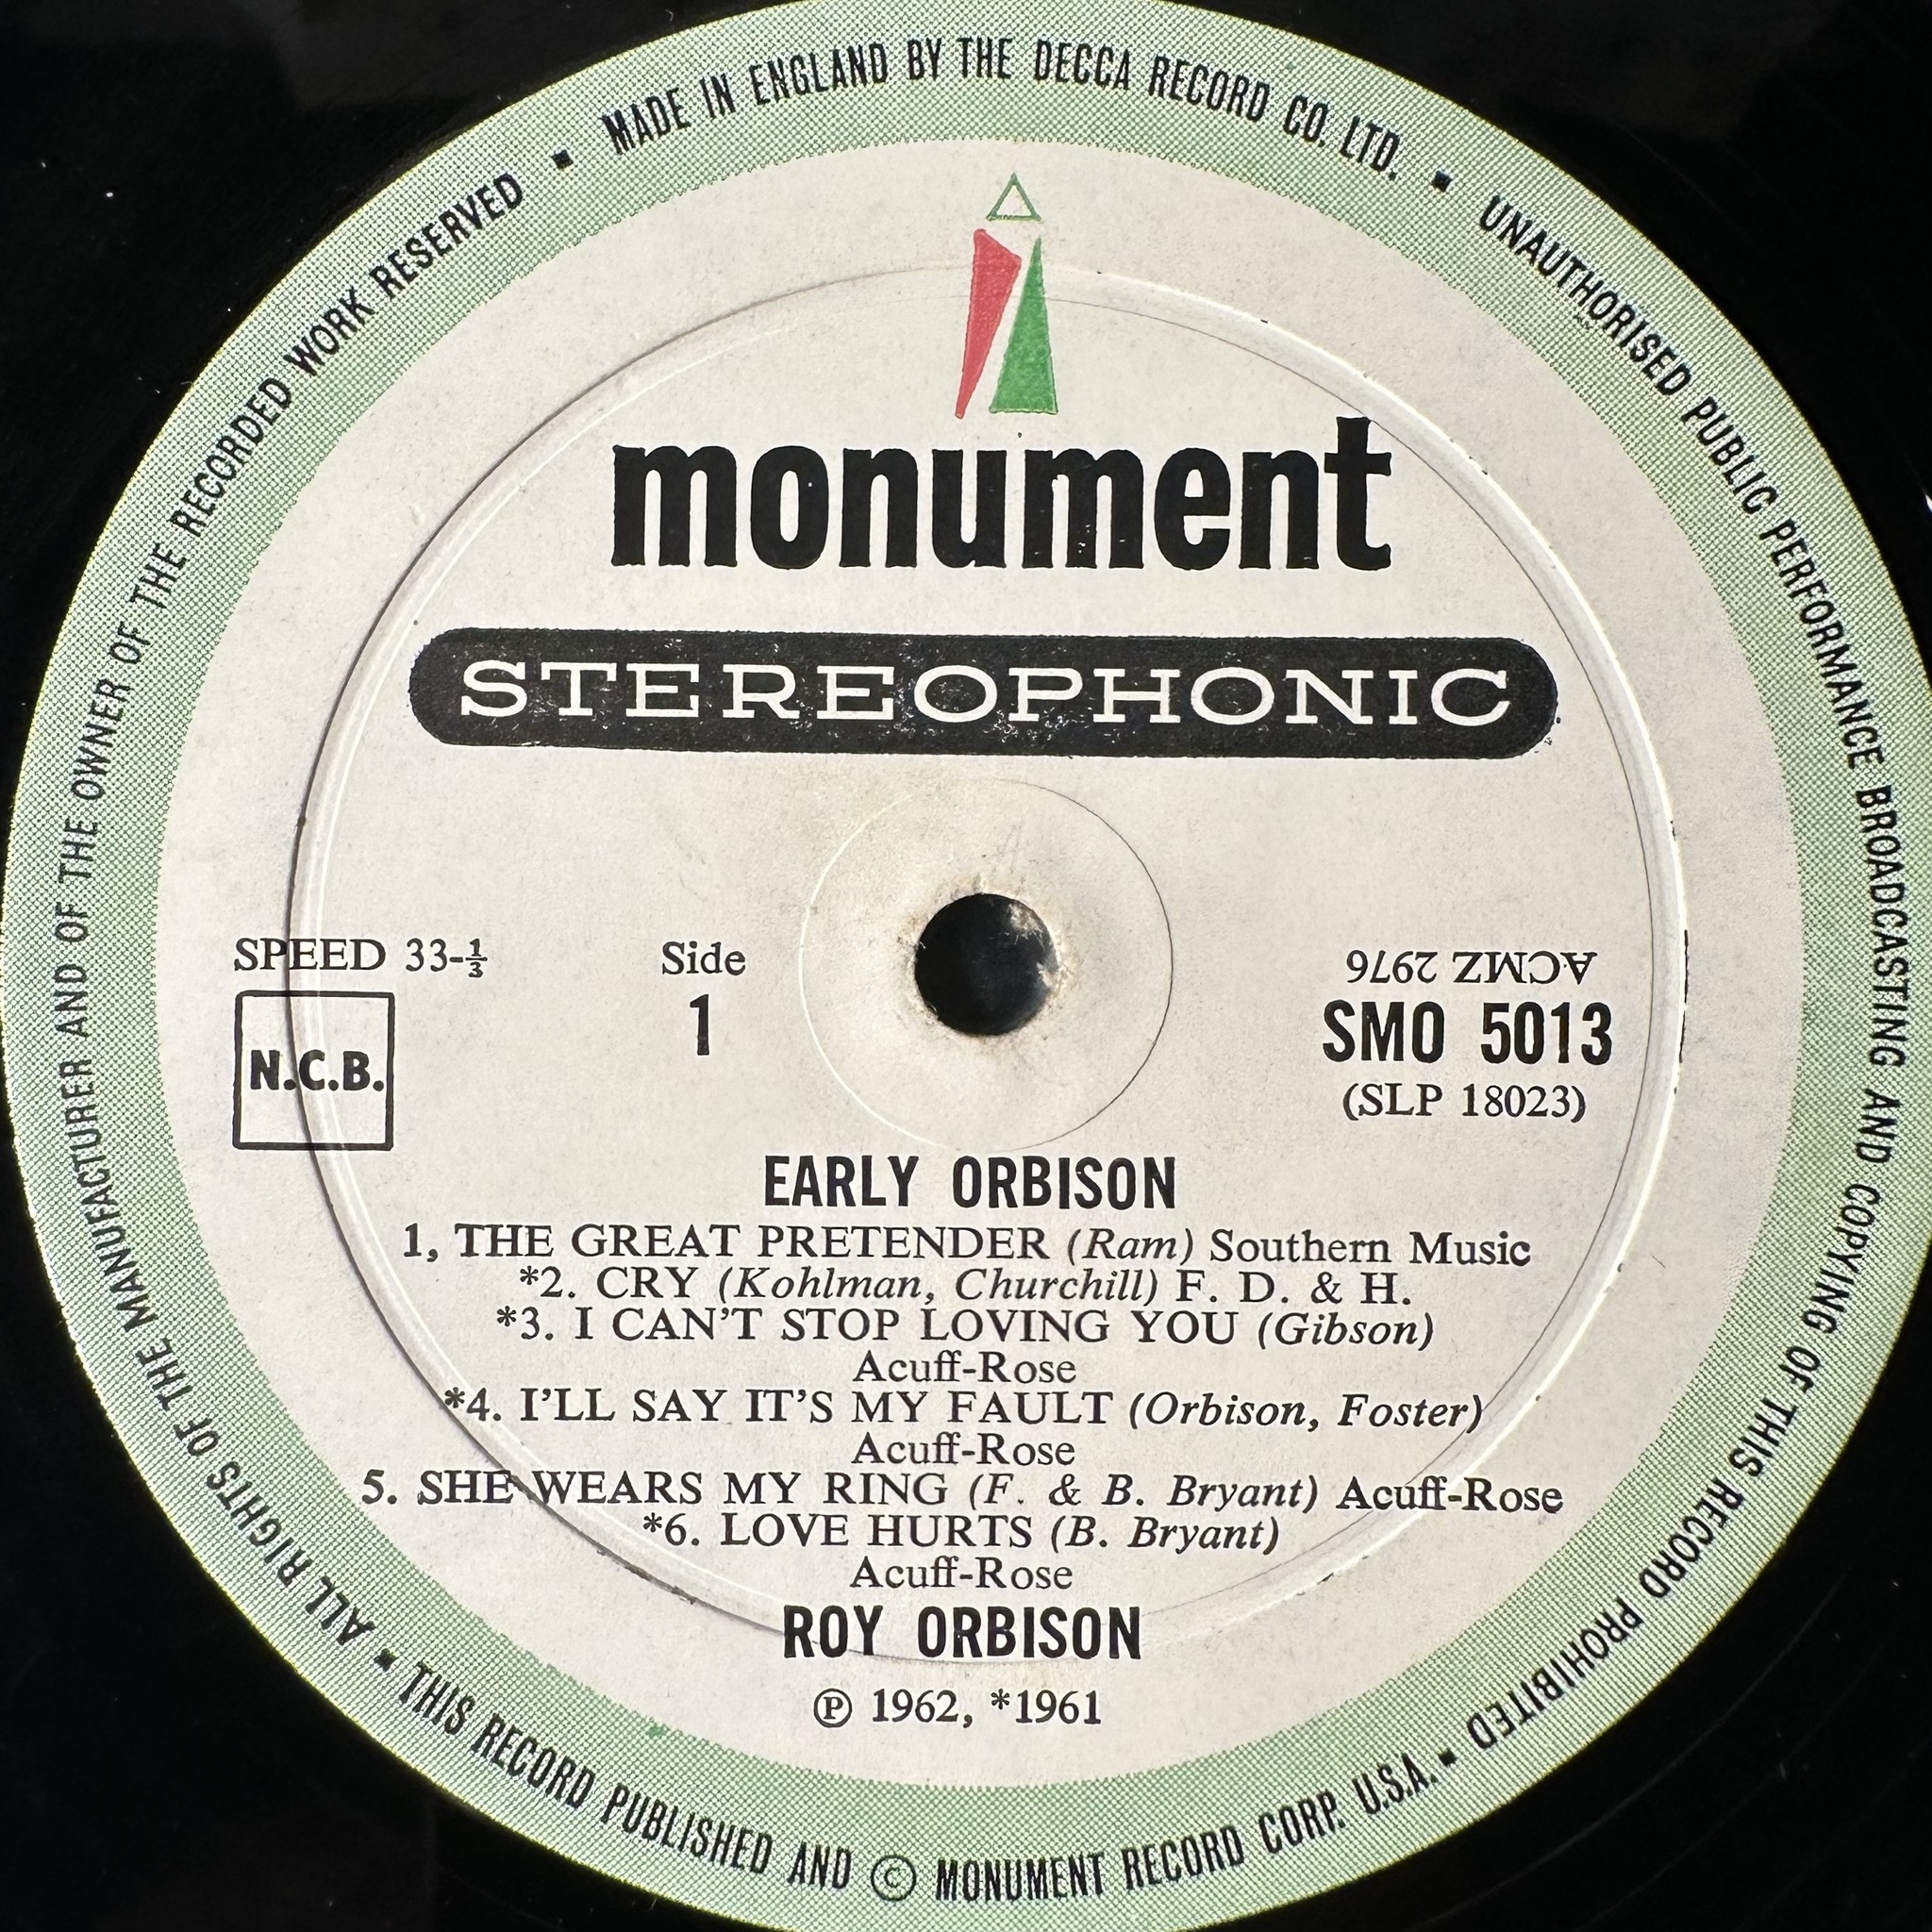 MADE IN ENGLAND BY THE DECCA RECORD CO. LTD. ▪ UNAUTHORISED PUBLIC PERFORMANCE BROADCASTING AND COPYING OF THIS RECORD PROHIBITED ▪ THIS RECORD PUBLISHED AND © MONUMENT RECORD CORP. U.S.A. ▪ ALL RIGHTS OF THE MANUFACTURER AND OF THE OWNER OF THE RECORDED WORK RESERVED ▪
monument
STEREOPHONIC
SPEED 33-⅓
N.C.B.
Side
1
ACMZ 2976
SMO 5013
(SLP 18023)
EARLY ORBISON
1, THE GREAT PRETENDER (Ram) Southern Music
*2. CRY (Kohlman, Churchill) F. D. & H.
*3. I CAN'T STOP LOVING YOU (Gibson)
Acuff-Rose
*4. I'LL SAY IT'S MY FAULT (Orbison, Foster)
Acuff-Rose
5. SHE WEARS MY RING (F. & B. Bryant) Acuff-Rose
*6. LOVE HURTS (B. Bryant)
Acuff-Rose
ROY ORBISON
℗ 1962, *1961